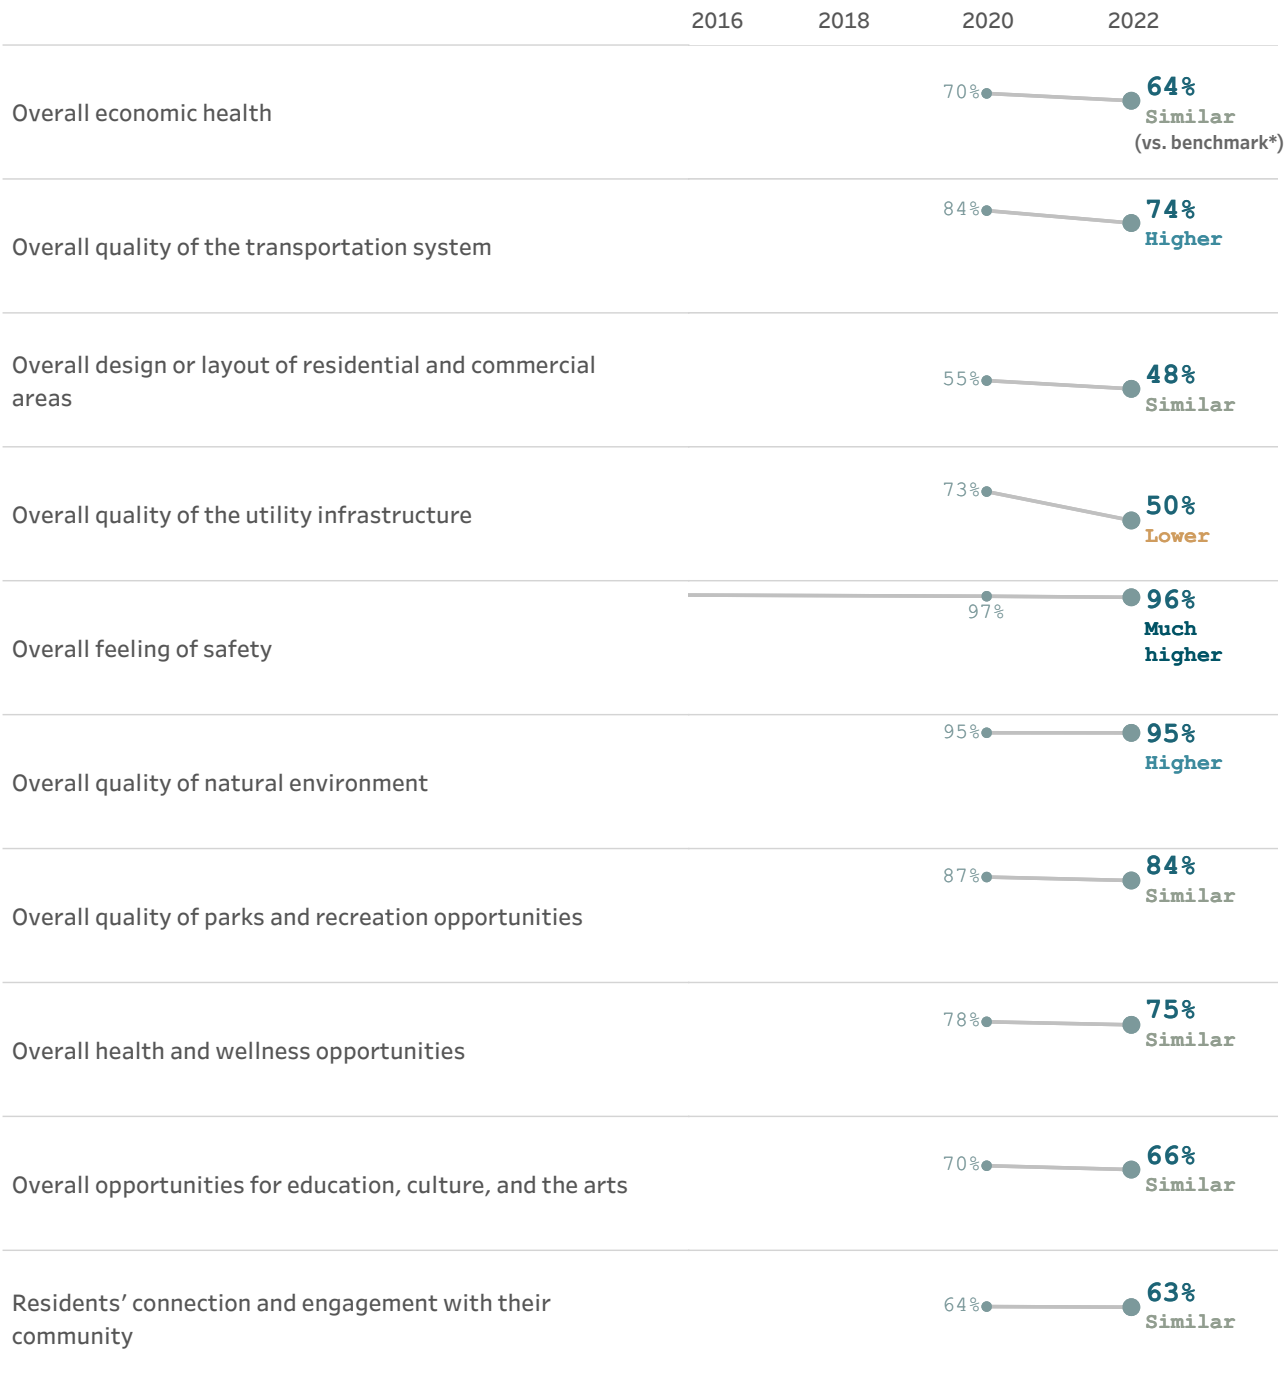 2016 2018 2020 2022
Overall economic health
70%
64%
Similar
(vs. benchmark*)
Overall quality of the transportation system
84%
74%
Higher
Overall design or layout of residential and commercial
areas
55%
48%
Similar
Overall quality of the utility infrastructure
73%
50%
Lower
Overall feeling of safety
97%
96%
Much
higher
Overall quality of natural environment
95%
95%
Higher
Overall quality of parks and recreation opportunities
87%
84%
Similar
Overall health and wellness opportunities
78%
75%
Similar
Overall opportunities for education, culture, and the arts
70%
66%
Similar
Residents’ connection and engagement with their
community
64%
63%
Similar